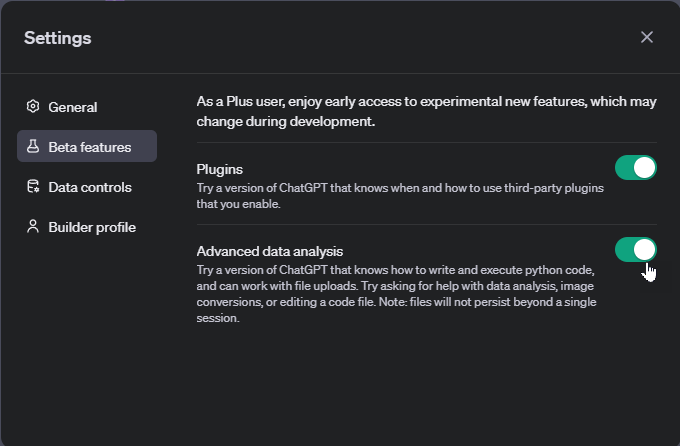 Settings
General
Beta features
Data controls
Builder profile
As a Plus user, enjoy early access to experimental new features, which may
change during development.
Plugins
Try a version of ChatGPT that knows when and how to use third-party plugins
that you enable.
Advanced data analysis
Try a version of ChatGPT that knows how to write and execute python code,
and can work with file uploads. Try asking for help with data analysis, image
conversions, or editing a code file. Note: files will not persist beyond a single
session.